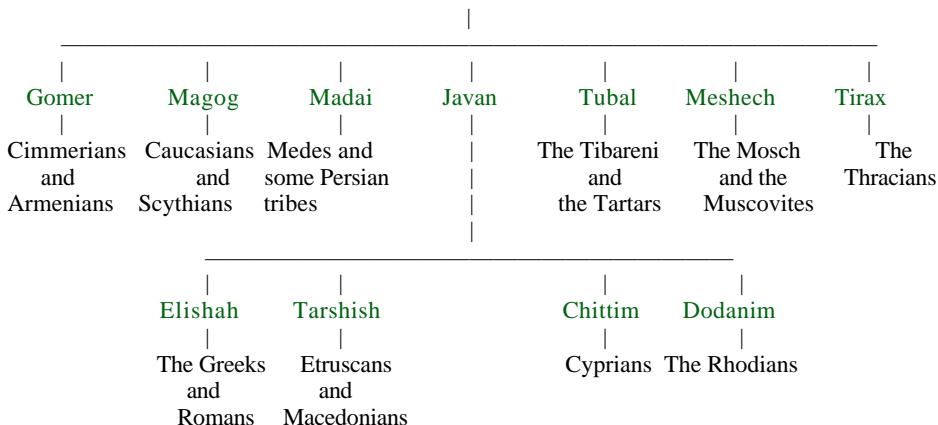 Gomer Magog Madai Javan Tubal Meshech Tirax
Cimmerians Caucasians Medes and The Tibareni The Mosch The
and and some Persian and and the Thracians
Armenians Scythians tribes the Tartars Muscovites
Elishah Tarshish Chittim Dodanim
The Greeks Etruscans Cyprians The Rhodians
and and
Romans Macedonians